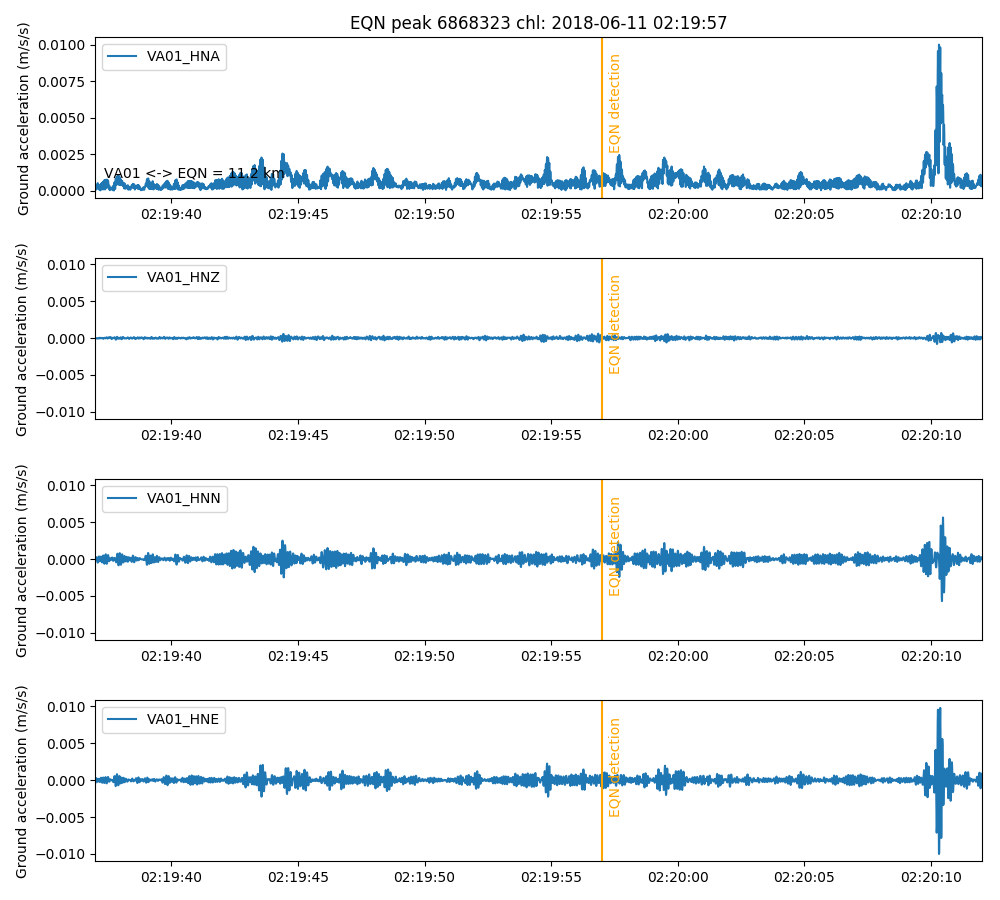 EQN peak 6868323 chl: 2018-06-11 02:19:57
Ground acceleration (m/s/s)
0.0100
0.0075
0.0050
0.0025
0.0000
VA01_HNA
EQN detection
VA01 <-> EQN = 11.2 km
02:19:40 02:19:45 02:19:50 02:19:55 02:20:00 02:20:05 02:20:10
Ground acceleration (m/s/s)
0.010
0.005
0.000
−0.005
−0.010
VA01_HNZ
EQN detection
02:19:40 02:19:45 02:19:50 02:19:55 02:20:00 02:20:05 02:20:10
Ground acceleration (m/s/s)
0.010
0.005
0.000
−0.005
−0.010
VA01_HNN
EQN detection
02:19:40 02:19:45 02:19:50 02:19:55 02:20:00 02:20:05 02:20:10
Ground acceleration (m/s/s)
0.010
0.005
0.000
−0.005
−0.010
VA01_HNE
EQN detection
02:19:40 02:19:45 02:19:50 02:19:55 02:20:00 02:20:05 02:20:10